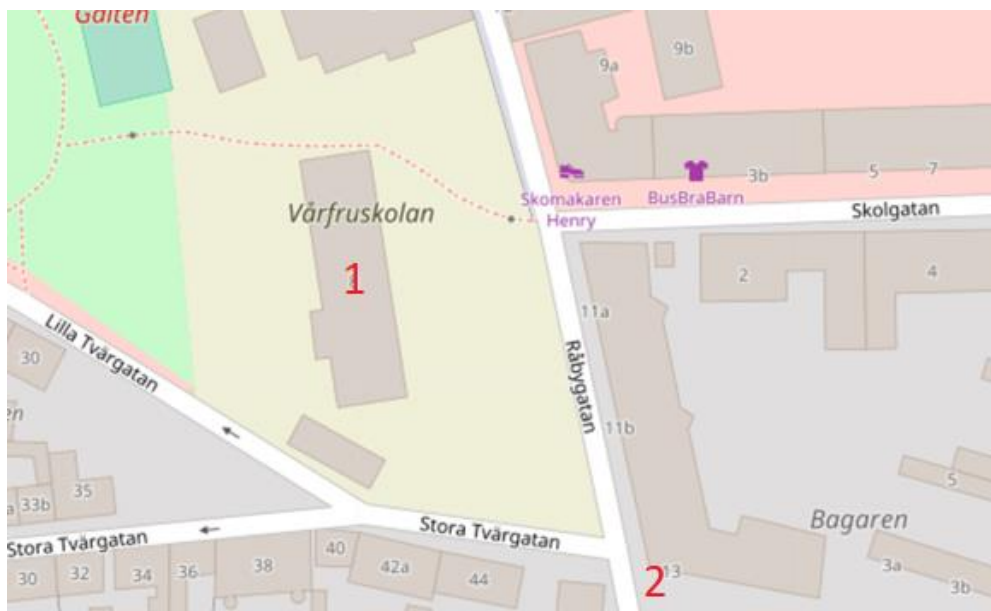 Galten
9a
9b
3b
5
7
Skomakaren
Henry
BusBraBarn
Skolgatan
Vårfruskolan
1
2
4
11a
Råbygatan
11b
Lilla Tvärgatan
30
en
35
33b
a
Stora Tvärgatan
Stora Tvärgatan
30
32
34
36
38
40
42a
44
2
13
Bagaren
5
3a
3b